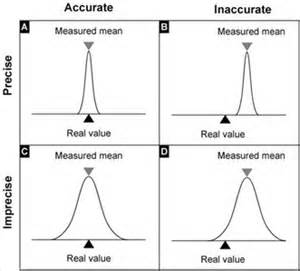 Accurate
Inaccurate
Precise
A
Measured mean
Real value
B
Measured mean
Real value
Imprecise
C
Measured mean
Real value
D
Measured mean
Real value